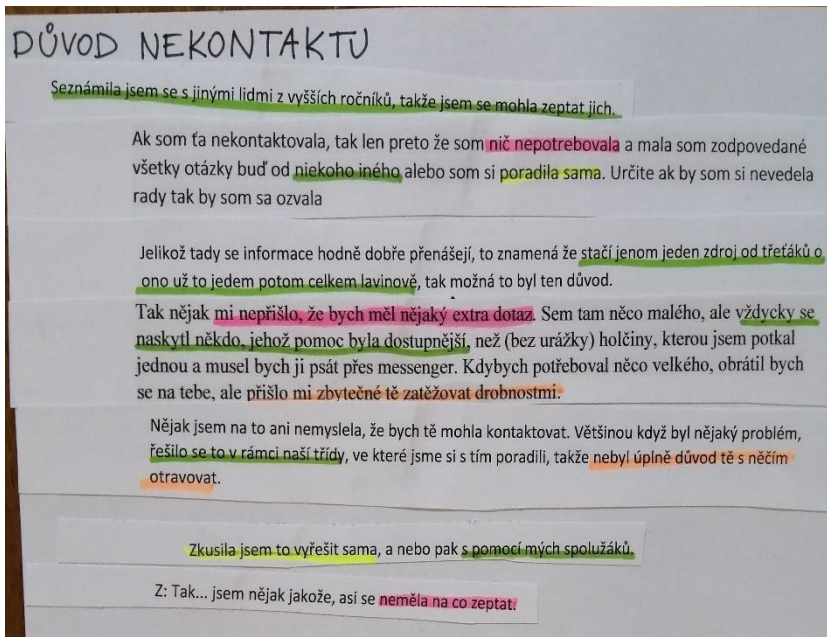 DŮVOD NEKONTAKTU
Seznámila jsem se s jinými lidmi z vyšších ročníků, takže jsem se mohla zeptat jich.
Ak som ťa nekontaktovala, tak len preto že som nič nepotrebovala a mala som zodpovedané
všetky otázky buď od niekoho iného alebo som si poradila sama. Určite ak by som si nevedela
rady tak by som sa ozvala
Jelikož tady se informace hodně dobře přenášejí, to znamená že stačí jenom jeden zdroj od třeťáků o
ono už to jedem potom celkem lavinově, tak možná to byl ten důvod.
Tak nějak mi nepřišlo, že bych měl nějaký extra dotaz. Sem tam něco malého, ale vždycky se
naskytl někdo, jehož pomoc byla dostupnější, než (bez urážky) holčiny, kterou jsem potkal
jednou a musel bych jí psát přes messenger. Kdybych potřeboval něco velkého, obrátil bych
se na tebe, ale přišlo mi zbytečné tě zatěžovat drobnostmi.
Nějak jsem na to ani nemyslela, že bych tě mohla kontaktovat. Většinou když byl nějaký problém,
řešilo se to v rámci naší třídy, ve které jsme si s tím poradili, takže nebyl úplně důvod tě s něčím
otravovat.
Zkusila jsem to vyřešit sama, a nebo pak s pomocí mých spolužáků.
Z: Tak... jsem nějak jakože, asi se neměla na co zeptat.